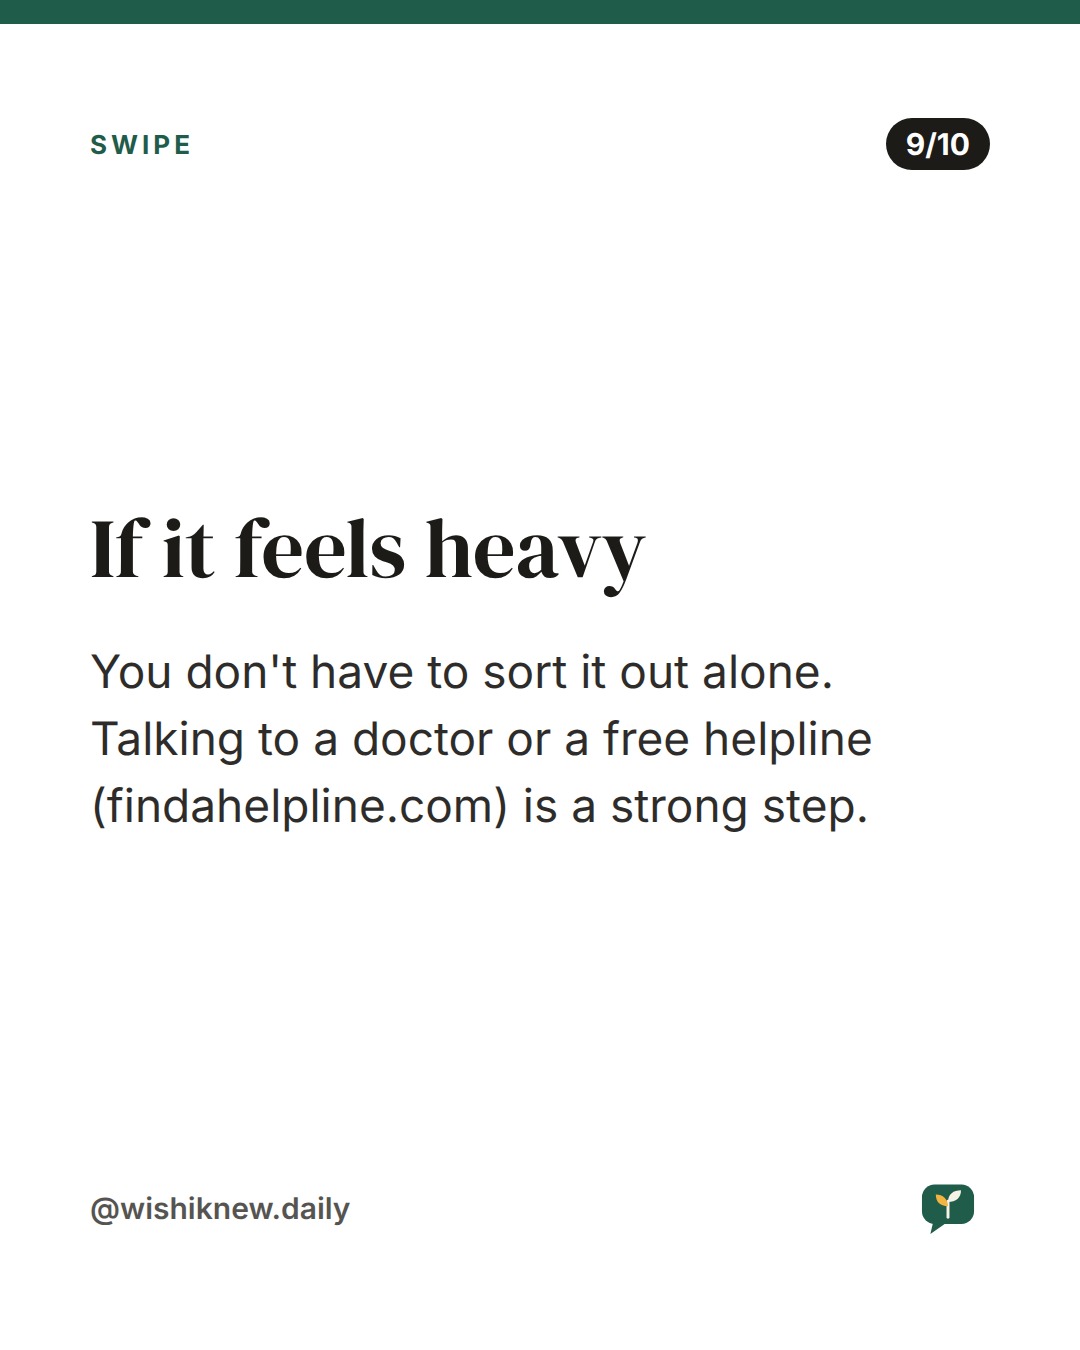 SWIPE
9/10
If it feels heavy
You don't have to sort it out alone.
Talking to a doctor or a free helpline
(findahelpline.com) is a strong step.
@wishiknew.daily